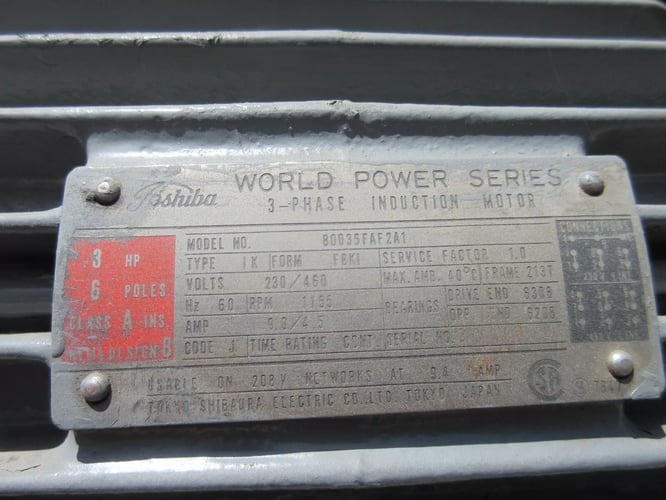 Toshiba WORLD POWER SERIES
3-PHASE INDUCTION MOTOR
3 HP
6 POLES
CLASS A INS.
DESIGN B
MODEL NO. B0035FAF2A1
TYPE IK FORM FBKI SERVICE FACTOR 1.0
VOLTS 230/460 MAX. AMB. 40°C FRAME 213T
Hz 60 RPM 1155 BEARINGS DRIVE END 6308
AMP 9.0/4.5 OPP END 6208
CODE J TIME RATING CONT SERIAL NO.
USABLE ON 208V NETWORKS AT 9.4 AMP
TOKYO SHIBAURA ELECTRIC CO., LTD. TOKYO, JAPAN
CONNECTIONS